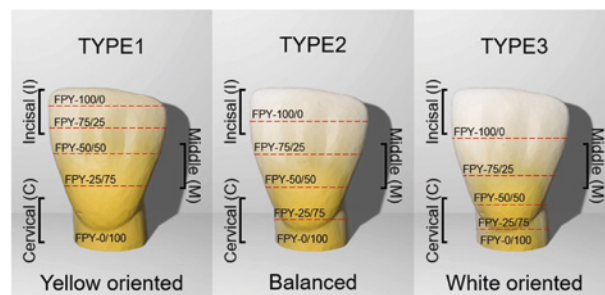 TYPE1
Incisal (I)
Cervical (C)
FPY-100/0
FPY-75/25
FPY-50/50
FPY-25/75
FPY-0/100
Middle (M)
Yellow oriented
TYPE2
Incisal (I)
Cervical (C)
FPY-100/0
FPY-75/25
FPY-50/50
FPY-25/75
FPY-0/100
Middle (M)
Balanced
TYPE3
Incisal (I)
Cervical (C)
FPY-100/0
FPY-75/25
FPY-50/50
FPY-25/75
FPY-0/100
Middle (M)
White oriented